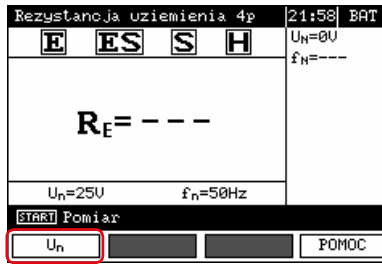 Rezystancja uziemienia 4p
21:58 BAT
E ES S H
UN=0V
fN=---
RE= - - -
Un=25V fn=50Hz
START Pomiar
Un
POMOC